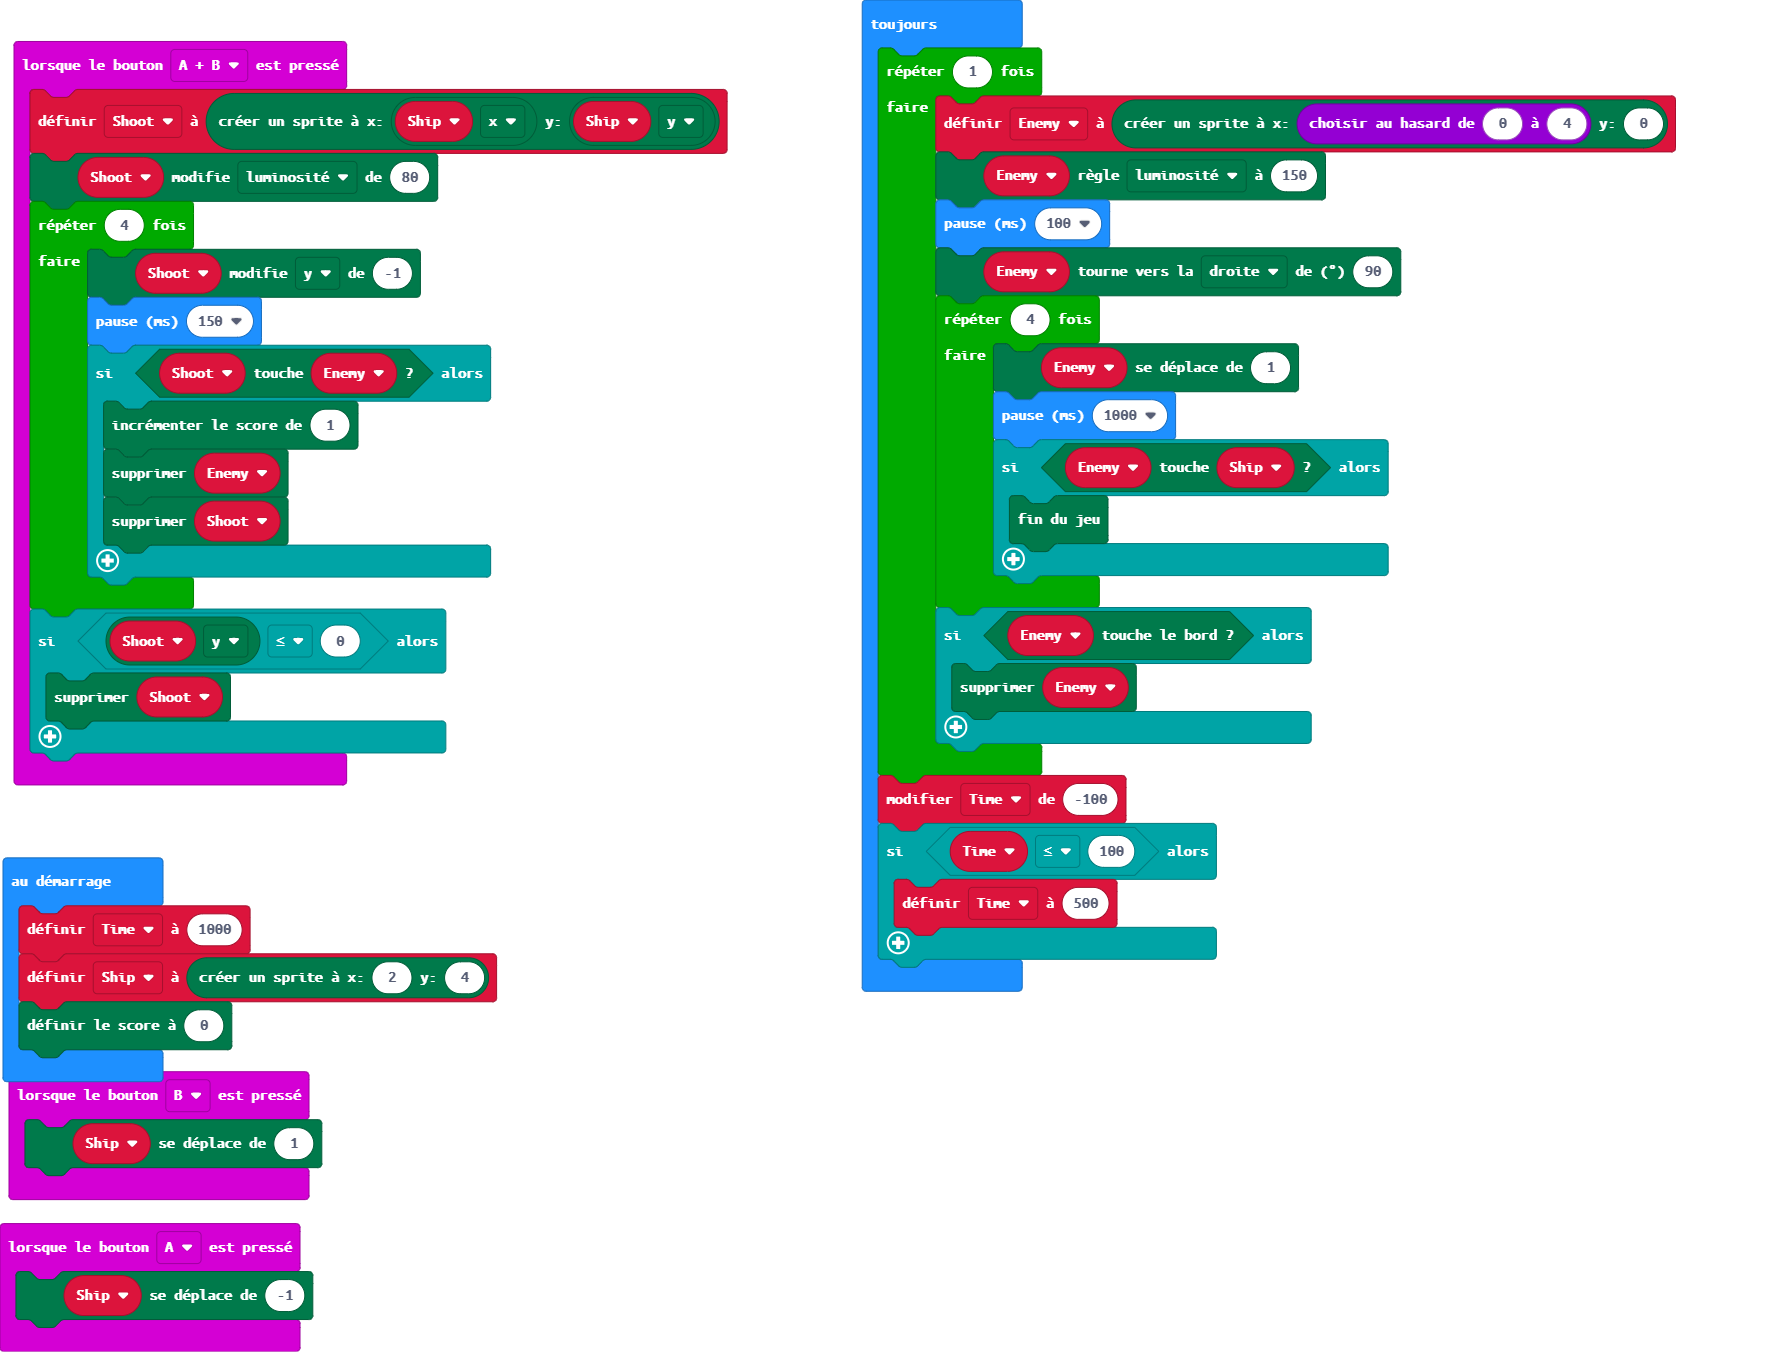 lorsque le bouton A + B est pressé
définir Shoot à créer un sprite à x: Ship x y: Ship y
Shoot modifie luminosité de 80
répéter 4 fois
faire
Shoot modifie y de -1
pause (ms) 150
si Shoot touche Enemy ? alors
incrémenter le score de 1
supprimer Enemy
supprimer Shoot
si Shoot y ≤ 0 alors
supprimer Shoot
au démarrage
définir Time à 1000
définir Ship à créer un sprite à x: 2 y: 4
définir le score à 0
lorsque le bouton B est pressé
Ship se déplace de 1
lorsque le bouton A est pressé
Ship se déplace de -1
toujours
répéter 1 fois
faire
définir Enemy à créer un sprite à x: choisir au hasard de 0 à 4 y: 0
Enemy règle luminosité à 150
pause (ms) 100
Enemy tourne vers la droite de (°) 90
répéter 4 fois
faire
Enemy se déplace de 1
pause (ms) 1000
si Enemy touche Ship ? alors
fin du jeu
si Enemy touche le bord ? alors
supprimer Enemy
modifier Time de -100
si Time ≤ 100 alors
définir Time à 500